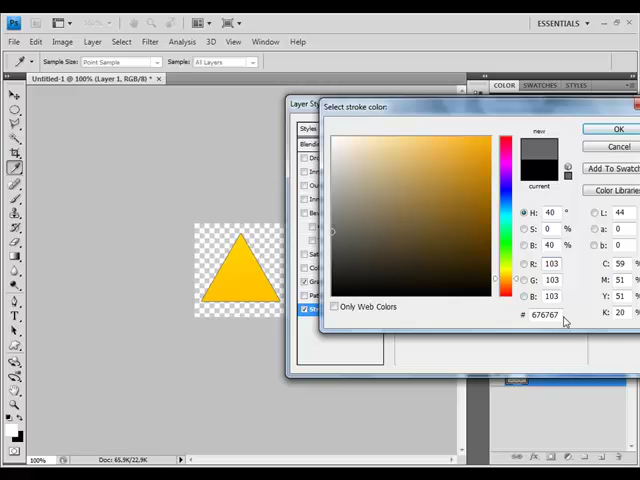 Ps 100% ESSENTIALS
File Edit Image Layer Select Filter Analysis 3D View Window Help
Sample Size: Point Sample Sample: All Layers
Untitled-1 @ 100% (Layer 1, RGB/8) *
COLOR SWATCHES STYLES
Layer Sty
Select stroke color:
Styles
Blending
new
OK
Cancel
current
Add To Swatch
Color Libraries
H: 40 °
L: 44
S: 0 %
a: 0
B: 40 %
b: 0
R: 103
C: 59 %
G: 103
M: 51 %
B: 103
Y: 51 %
# 676767
K: 20 %
Only Web Colors
100% Doc: 65,9K/22,9K